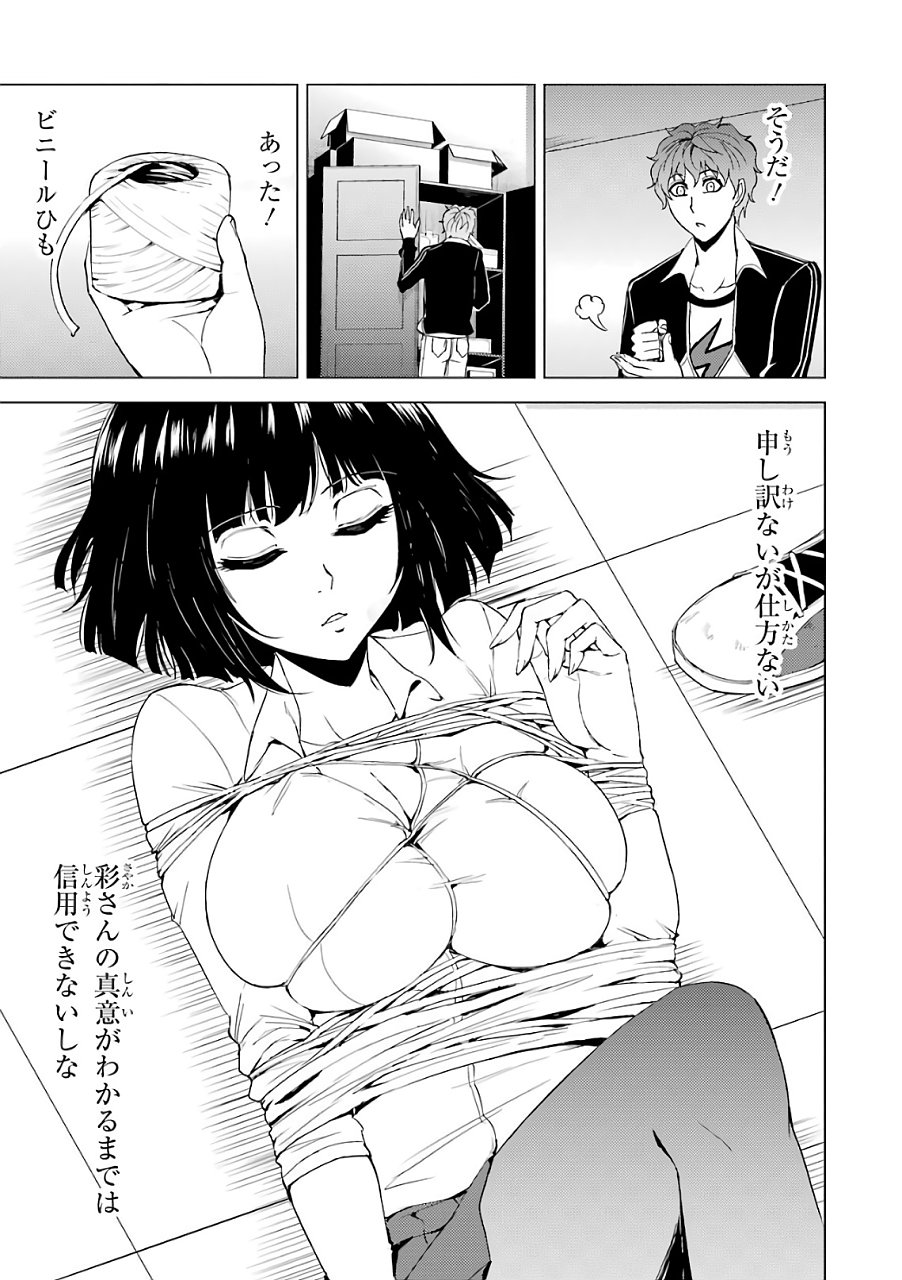 そうだ！
あった！
ビニールひも
申し訳ないが仕方ない
彩さんの真意がわかるまでは
信用できないしな